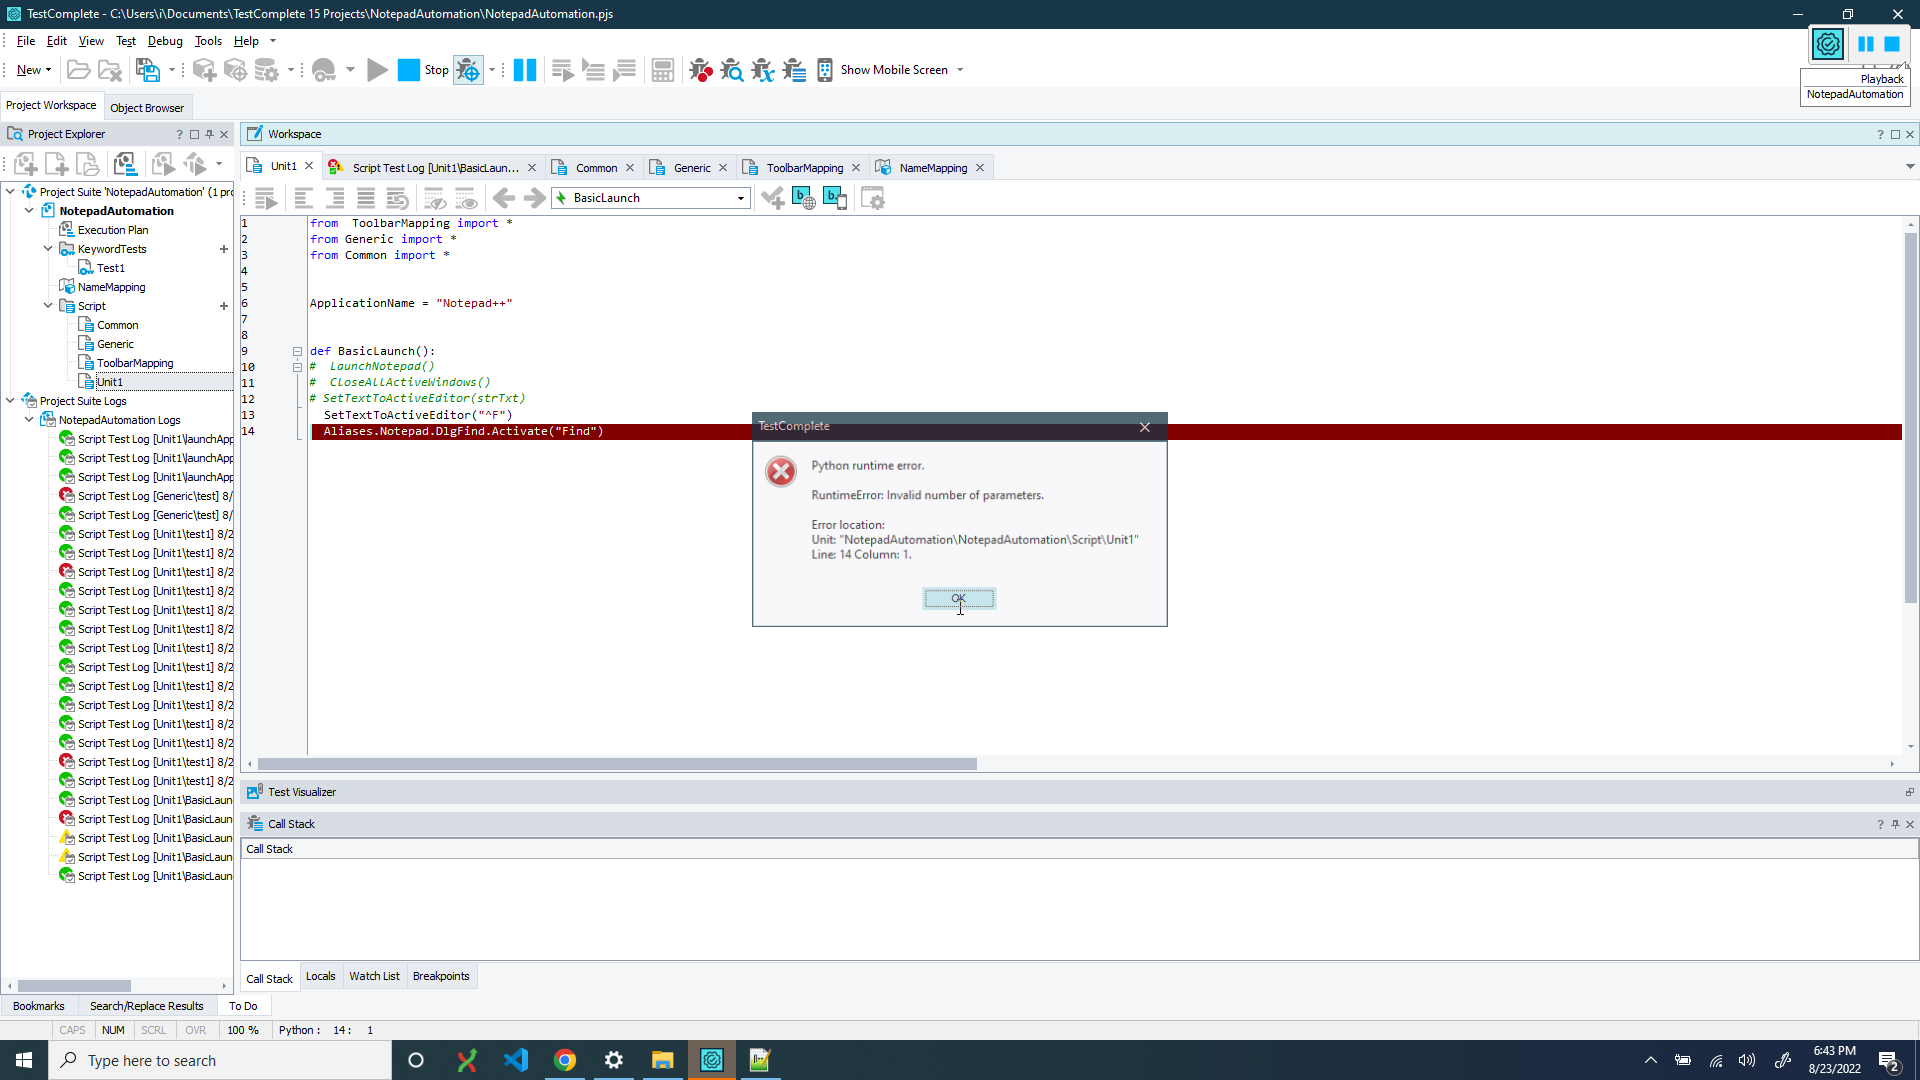 TestComplete - C:\Users\i\Documents\TestComplete 15 Projects\NotepadAutomation\NotepadAutomation.pjs
File Edit View Test Debug Tools Help
New Stop Show Mobile Screen
Playback
NotepadAutomation
Project Workspace Object Browser
Project Explorer
Project Suite 'NotepadAutomation' (1 pro
NotepadAutomation
Execution Plan
KeywordTests
Test1
NameMapping
Script
Common
Generic
ToolbarMapping
Unit1
Project Suite Logs
NotepadAutomation Logs
Script Test Log [Unit1\launchApp
Script Test Log [Unit1\launchApp
Script Test Log [Unit1\launchApp
Script Test Log [Generic\test] 8/
Script Test Log [Generic\test] 8/
Script Test Log [Unit1\test1] 8/2
Script Test Log [Unit1\test1] 8/2
Script Test Log [Unit1\test1] 8/2
Script Test Log [Unit1\test1] 8/2
Script Test Log [Unit1\test1] 8/2
Script Test Log [Unit1\test1] 8/2
Script Test Log [Unit1\test1] 8/2
Script Test Log [Unit1\test1] 8/2
Script Test Log [Unit1\test1] 8/2
Script Test Log [Unit1\test1] 8/2
Script Test Log [Unit1\test1] 8/2
Script Test Log [Unit1\test1] 8/2
Script Test Log [Unit1\test1] 8/2
Script Test Log [Unit1\test1] 8/2
Script Test Log [Unit1\BasicLaun
Script Test Log [Unit1\BasicLaun
Script Test Log [Unit1\BasicLaun
Script Test Log [Unit1\BasicLaun
Script Test Log [Unit1\BasicLaun
Bookmarks Search/Replace Results To Do
Workspace
Unit1 Script Test Log [Unit1\BasicLaun... Common Generic ToolbarMapping NameMapping
BasicLaunch
1 from  ToolbarMapping import *
2 from Generic import *
3 from Common import *
4
5
6 ApplicationName = "Notepad++"
7
8
9 def BasicLaunch():
10 #  LaunchNotepad()
11 #  CloseAllActiveWindows()
12 # SetTextToActiveEditor(strTxt)
13 SetTextToActiveEditor("^F")
14 Aliases.Notepad.DlgFind.Activate("Find")
TestComplete
Python runtime error.
RuntimeError: Invalid number of parameters.
Error location:
Unit: "NotepadAutomation\NotepadAutomation\Script\Unit1"
Line: 14 Column: 1.
OK
Test Visualizer
Call Stack
Call Stack
Call Stack Locals Watch List Breakpoints
CAPS NUM SCRL OVR 100 % Python : 14 : 1
Type here to search
6:43 PM
8/23/2022
2